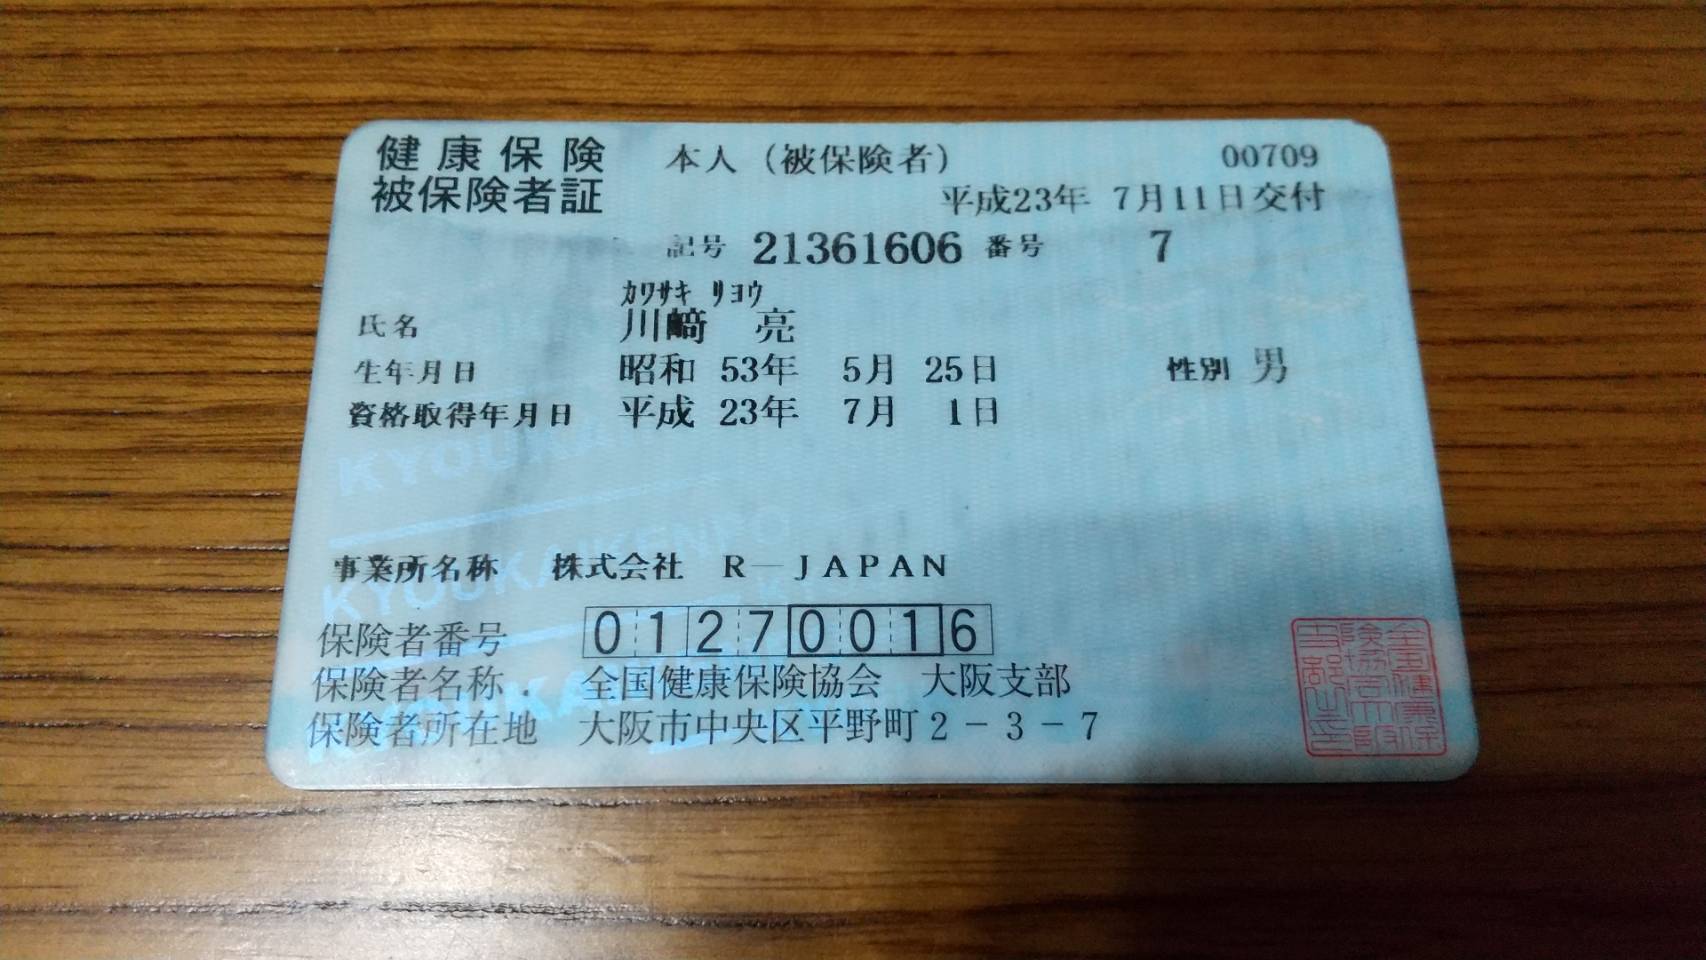 健康保険 本人(被保険者) 00709
被保険者証 平成23年 7月11日交付
記号 21361606 番号 7
カワサキ リヨウ
氏名 川﨑 亮
生年月日 昭和 53年 5月 25日 性別 男
資格取得年月日 平成 23年 7月 1日
KYOUKA
KYOUKAIKENPO
事業所名称 株式会社 R−JAPAN
保険者番号 01270016
保険者名称 全国健康保険協会 大阪支部
保険者所在地 大阪市中央区平野町2−3−7